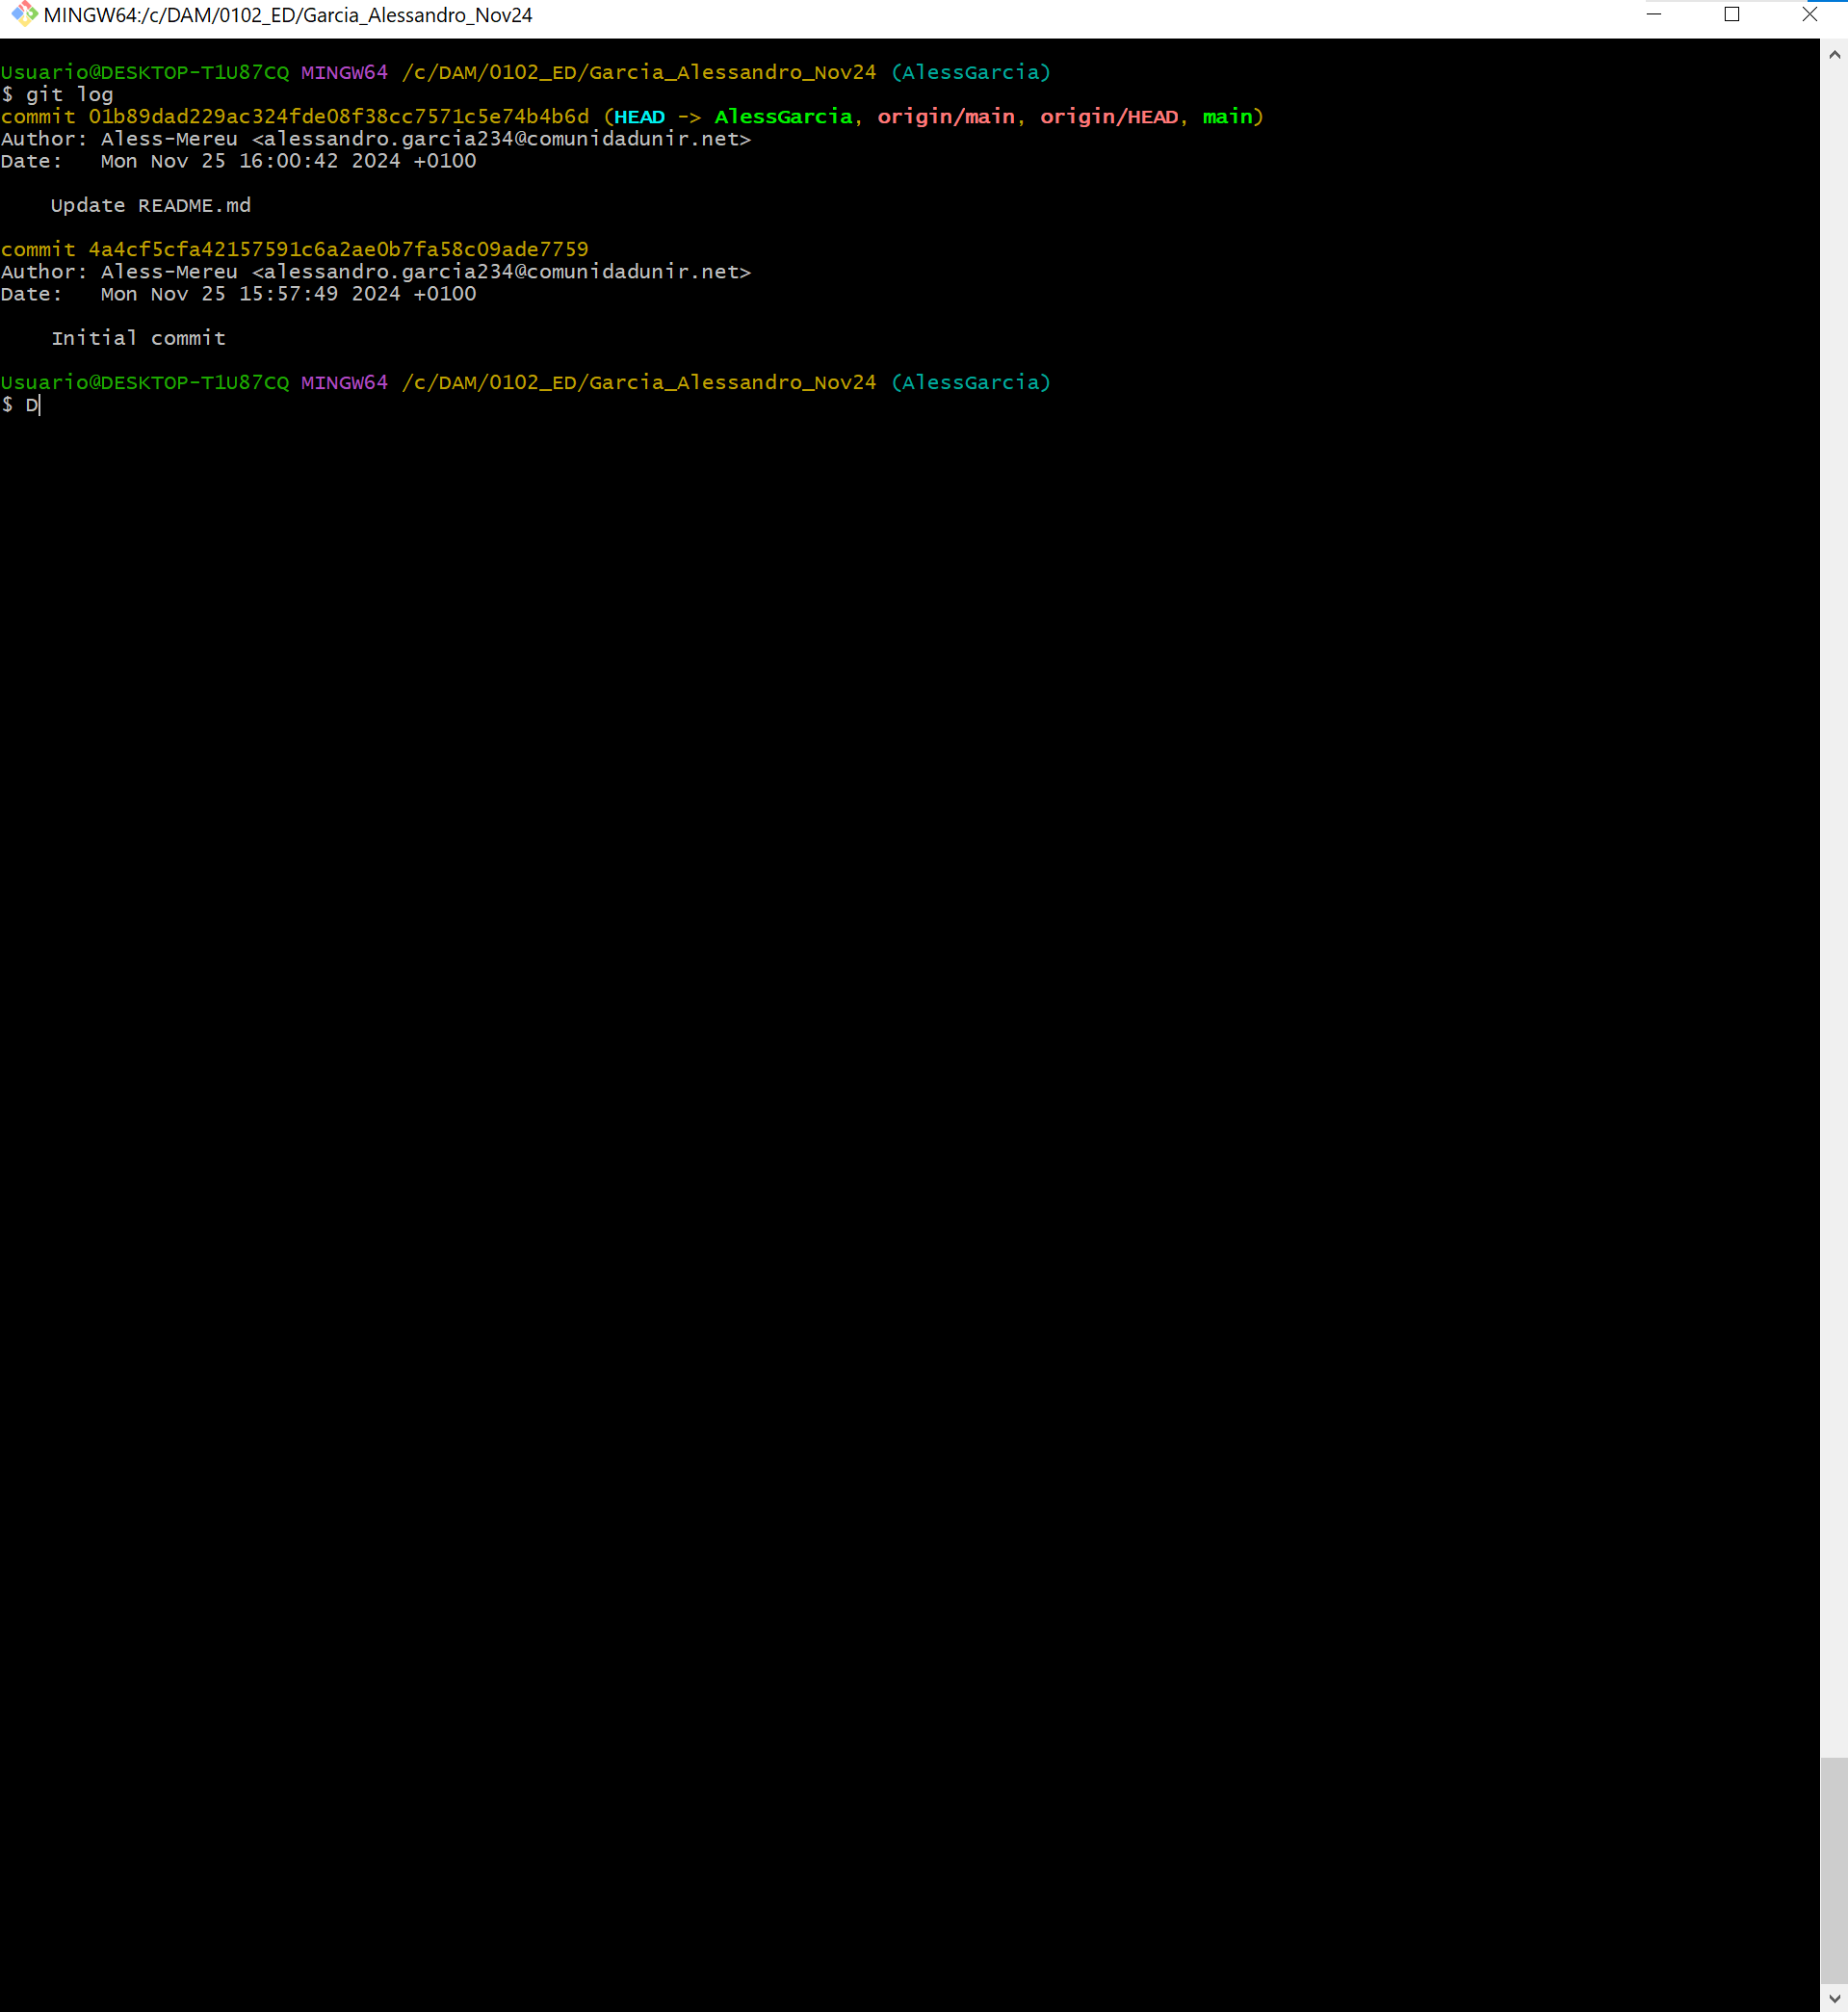 MINGW64:/c/DAM/0102_ED/Garcia_Alessandro_Nov24
Usuario@DESKTOP-T1U87CQ MINGW64 /c/DAM/0102_ED/Garcia_Alessandro_Nov24 (AlessGarcia)
$ git log
commit 01b89dad229ac324fde08f38cc7571c5e74b4b6d (HEAD -> AlessGarcia, origin/main, origin/HEAD, main)
Author: Aless-Mereu <alessandro.garcia234@comunidadunir.net>
Date:   Mon Nov 25 16:00:42 2024 +0100
    Update README.md
commit 4a4cf5cfa42157591c6a2ae0b7fa58c09ade7759
Author: Aless-Mereu <alessandro.garcia234@comunidadunir.net>
Date:   Mon Nov 25 15:57:49 2024 +0100
    Initial commit
Usuario@DESKTOP-T1U87CQ MINGW64 /c/DAM/0102_ED/Garcia_Alessandro_Nov24 (AlessGarcia)
$ D